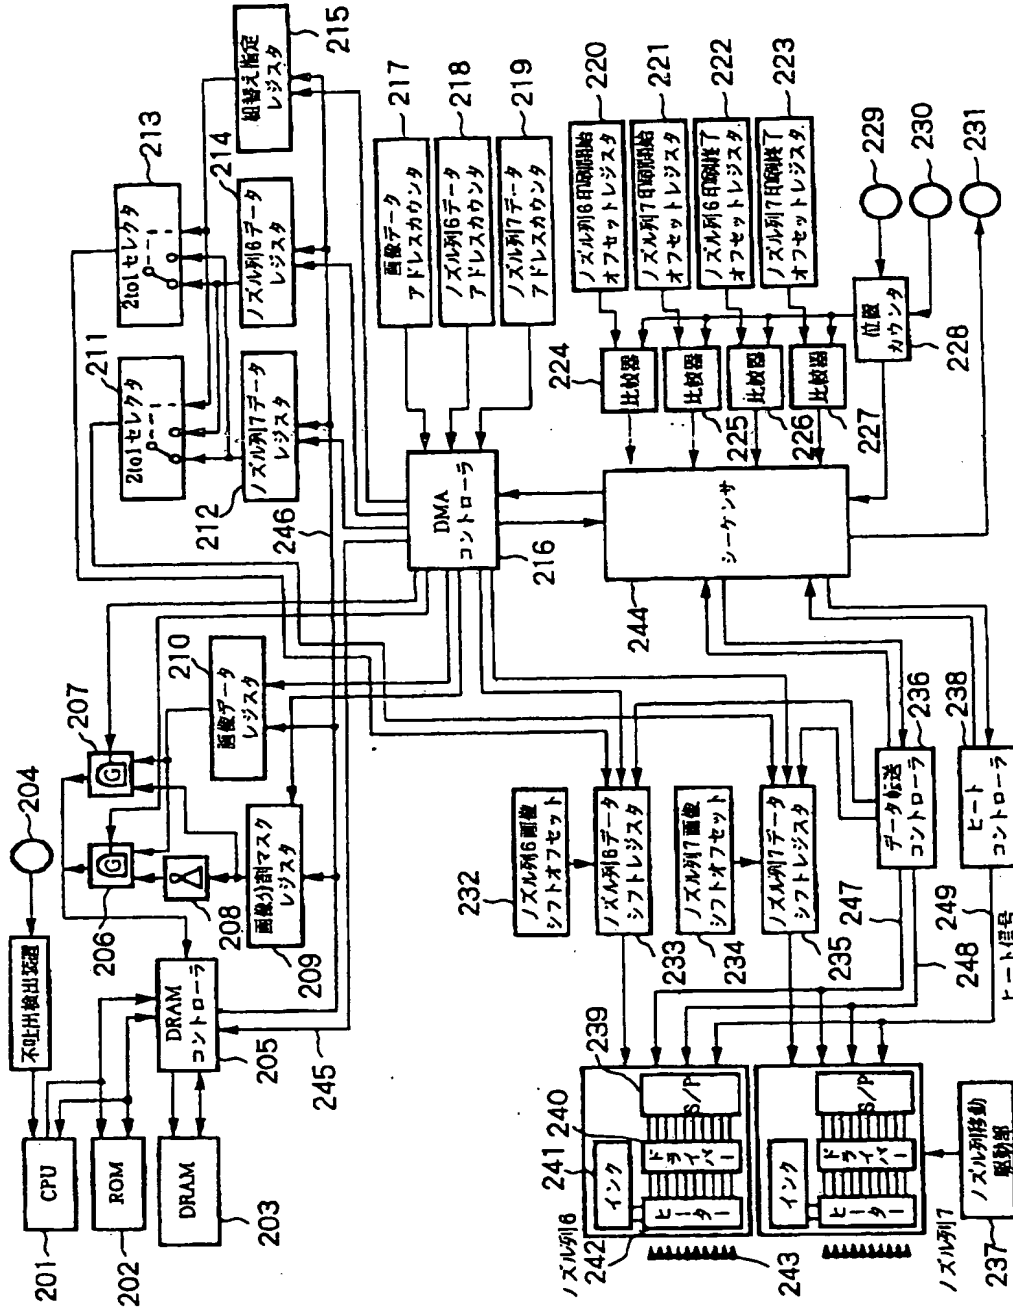 201
CPU
202
ROM
203
DRAM
不吐出検出装置
204
205
DRAM
コントローラ
245
206
G
207
G
208
209
画像分割マスク
レジスタ
210
画像データ
レジスタ
211
2to1セレクタ
212
ノズル列7データ
レジスタ
246
213
2to1セレクタ
214
ノズル列6データ
レジスタ
215
組替え指定
レジスタ
216
DMA
コントローラ
217
画像データ
アドレスカウンタ
218
ノズル列6データ
アドレスカウンタ
219
ノズル列7データ
アドレスカウンタ
220
ノズル列6印刷開始
オフセットレジスタ
221
ノズル列7印刷開始
オフセットレジスタ
222
ノズル列6印刷終了
オフセットレジスタ
223
ノズル列7印刷終了
オフセットレジスタ
224
比較器
225
比較器
226
比較器
227
比較器
228
位置
カウンタ
229
230
231
244
シーケンサ
232
ノズル列6画像
シフトオフセット
233
ノズル列6データ
シフトレジスタ
234
ノズル列7画像
シフトオフセット
235
ノズル列7データ
シフトレジスタ
236
データ転送
コントローラ
238
ヒート
コントローラ
247
248
249
ヒート信号
239
S/P
240
ドライバー
241
インク
242
ヒーター
243
ノズル列6
S/P
ドライバー
インク
ヒーター
ノズル列7
237
ノズル列移動
駆動部